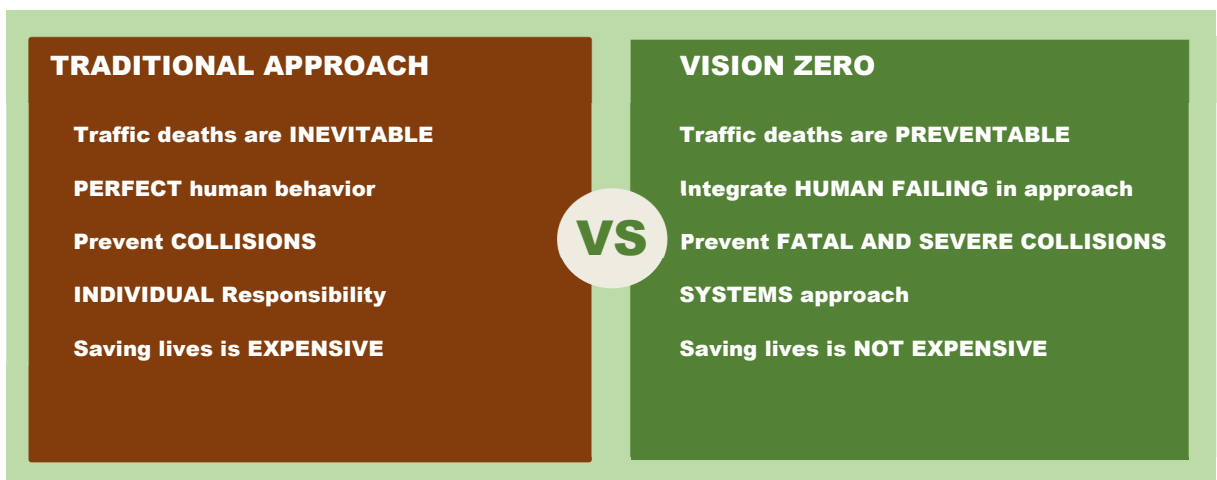 TRADITIONAL APPROACH
Traffic deaths are INEVITABLE
PERFECT human behavior
Prevent COLLISIONS
INDIVIDUAL Responsibility
Saving lives is EXPENSIVE
VS
VISION ZERO
Traffic deaths are PREVENTABLE
Integrate HUMAN FAILING in approach
Prevent FATAL AND SEVERE COLLISIONS
SYSTEMS approach
Saving lives is NOT EXPENSIVE